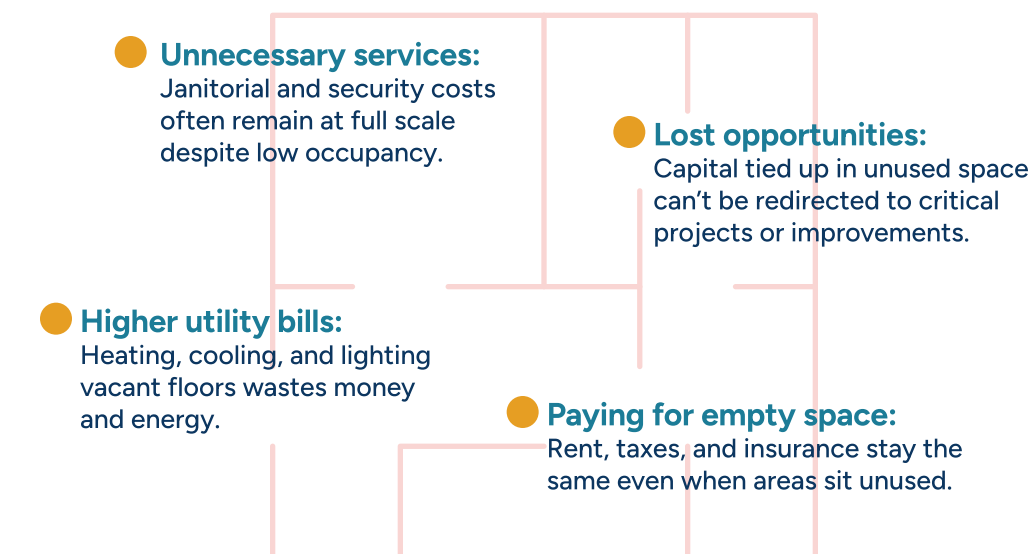 Unnecessary services:
Janitorial and security costs
often remain at full scale
despite low occupancy.
Lost opportunities:
Capital tied up in unused space
can’t be redirected to critical
projects or improvements.
Higher utility bills:
Heating, cooling, and lighting
vacant floors wastes money
and energy.
Paying for empty space:
Rent, taxes, and insurance stay the
same even when areas sit unused.